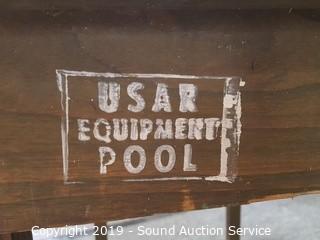 USAR
EQUIPMENT
POOL
Copyright 2019 - Sound Auction Service